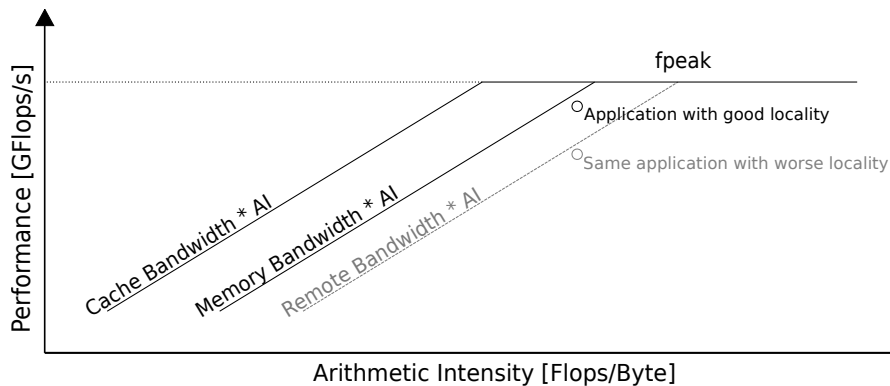 Performance [GFlops/s]
fpeak
Application with good locality
Same application with worse locality
Cache Bandwidth * AI
Memory Bandwidth * AI
Remote Bandwidth * AI
Arithmetic Intensity [Flops/Byte]